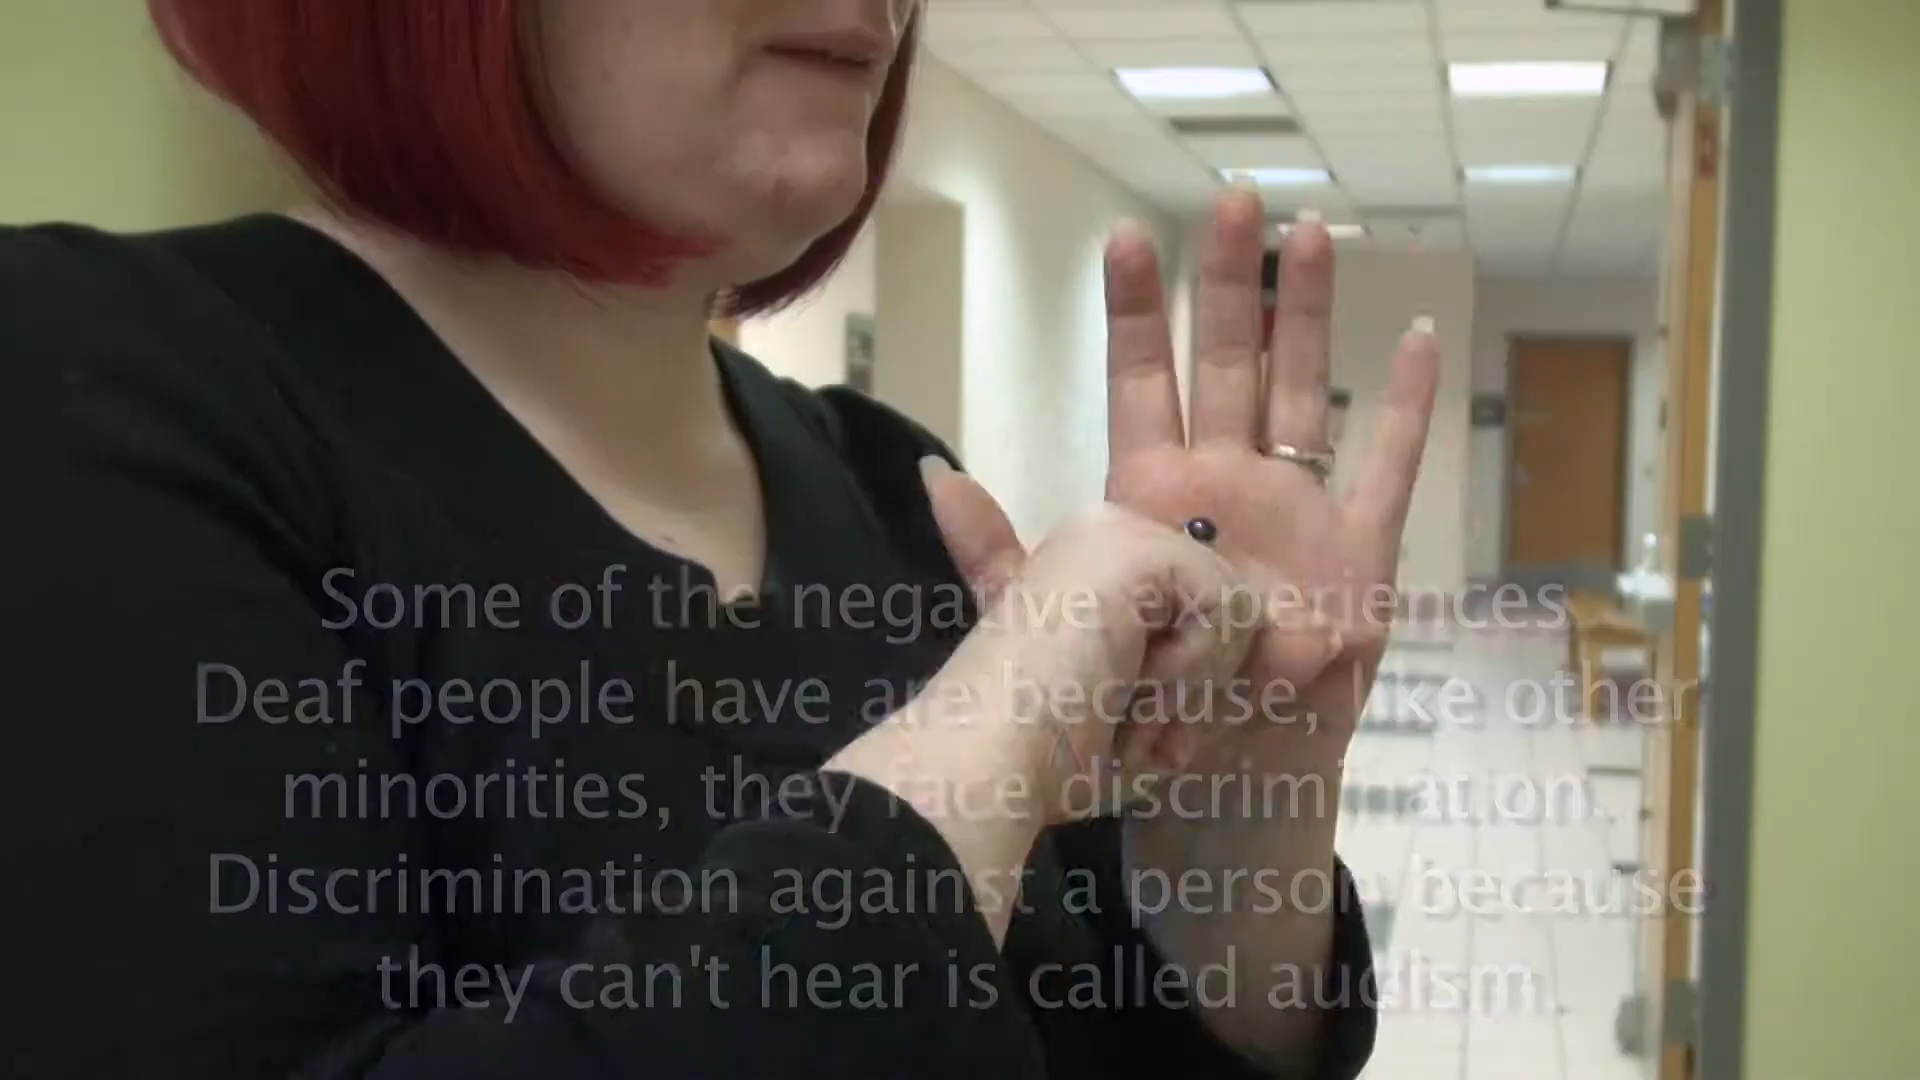 Some of the negative experiences
Deaf people have are because, like other
minorities, they face discrimination.
Discrimination against a person because
they can't hear is called audism.